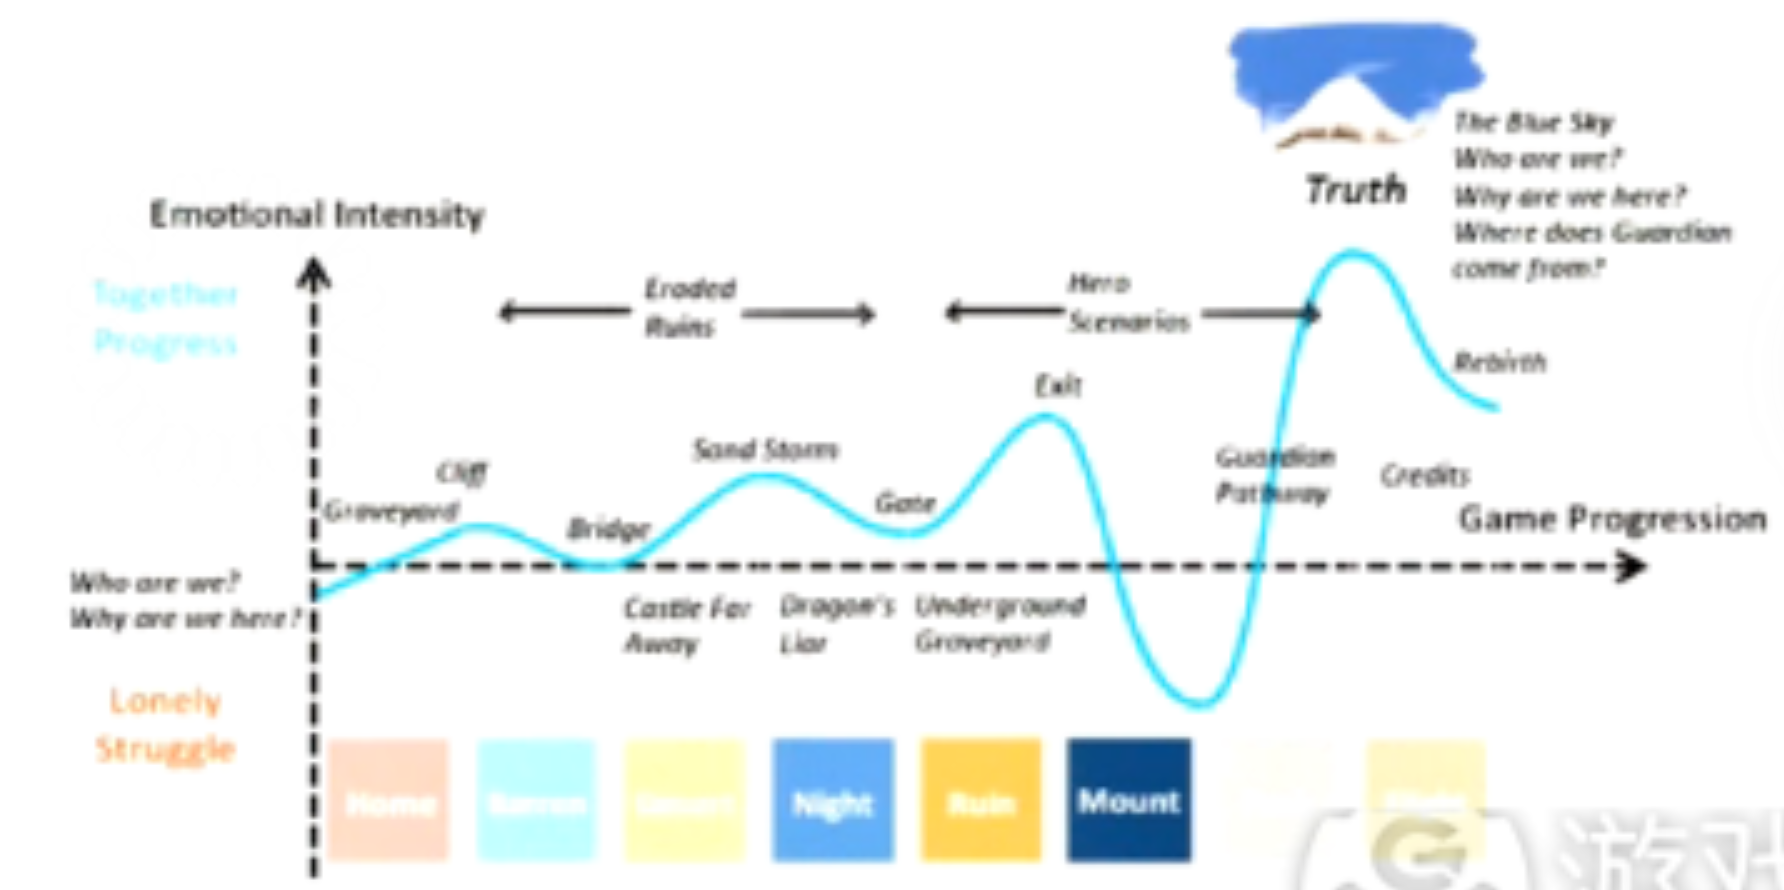 The Blue Sky
Who are we?
Truth
Why are we here?
Emotional Intensity
Where does Guardian
come from?
Together
Progress
Eroded
Ruins
Hero
Scenarios
Rebirth
Exit
Cliff
Sand Storm
Guardian
Pathway
Credits
Graveyard
Bridge
Gate
Game Progression
Who are we?
Why are we here?
Castle Far
Away
Dragon's
Liar
Underground
Graveyard
Lonely
Struggle
Home
Barren
Desert
Night
Ruin
Mount
G
游戏